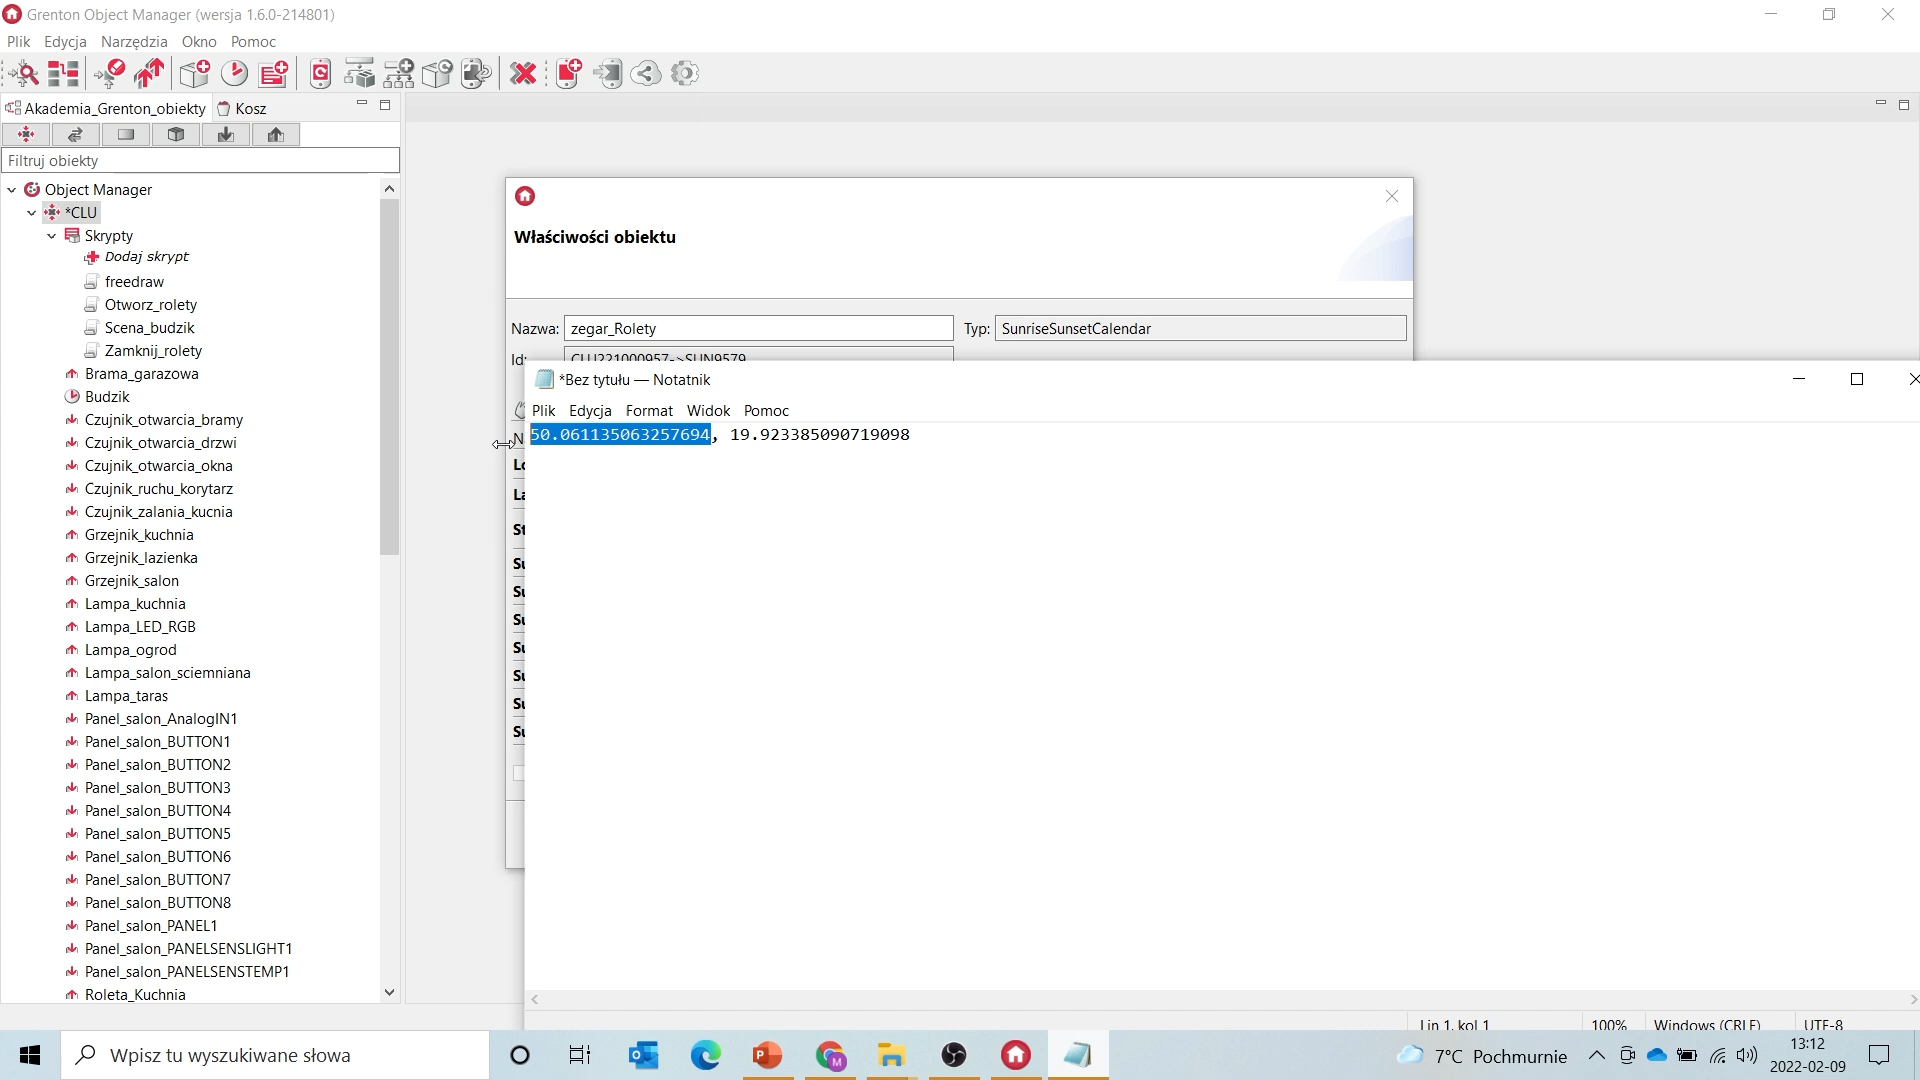 Grenton Object Manager (wersja 1.6.0-214801)
Plik Edycja Narzędzia Okno Pomoc
Akademia_Grenton_obiekty Kosz
Filtruj obiekty
Object Manager
*CLU
Skrypty
Dodaj skrypt
freedraw
Otworz_rolety
Scena_budzik
Zamknij_rolety
Brama_garazowa
Budzik
Czujnik_otwarcia_bramy
Czujnik_otwarcia_drzwi
Czujnik_otwarcia_okna
Czujnik_ruchu_korytarz
Czujnik_zalania_kucnia
Grzejnik_kuchnia
Grzejnik_lazienka
Grzejnik_salon
Lampa_kuchnia
Lampa_LED_RGB
Lampa_ogrod
Lampa_salon_sciemniana
Lampa_taras
Panel_salon_AnalogIN1
Panel_salon_BUTTON1
Panel_salon_BUTTON2
Panel_salon_BUTTON3
Panel_salon_BUTTON4
Panel_salon_BUTTON5
Panel_salon_BUTTON6
Panel_salon_BUTTON7
Panel_salon_BUTTON8
Panel_salon_PANEL1
Panel_salon_PANELSENSLIGHT1
Panel_salon_PANELSENSTEMP1
Roleta_Kuchnia
Właściwości obiektu
Nazwa: zegar_Rolety Typ: SunriseSunsetCalendar
Id: CLU221000957->SUN9579
*Bez tytułu — Notatnik
Plik Edycja Format Widok Pomoc
50.061135063257694, 19.923385090719098
Lin 1, kol 1 100% Windows (CRLF) UTF-8
Wpisz tu wyszukiwane słowa
7°C Pochmurnie
13:12
2022-02-09